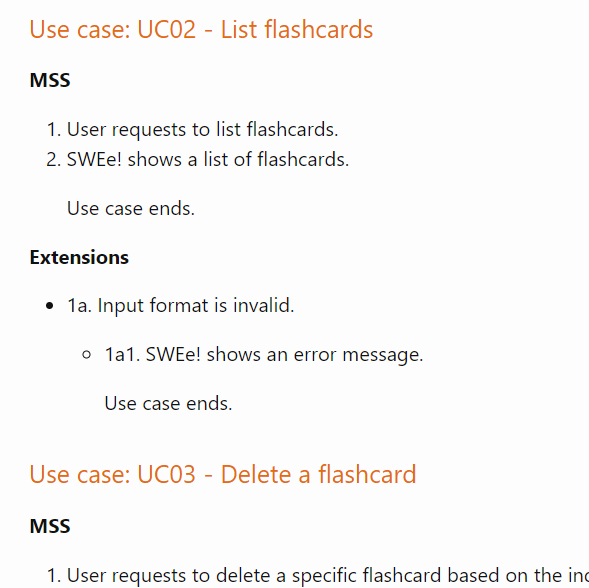 Use case: UC02 - List flashcards
MSS
1. User requests to list flashcards.
2. SWEe! shows a list of flashcards.
Use case ends.
Extensions
1a. Input format is invalid.
1a1. SWEe! shows an error message.
Use case ends.
Use case: UC03 - Delete a flashcard
MSS
1. User requests to delete a specific flashcard based on the